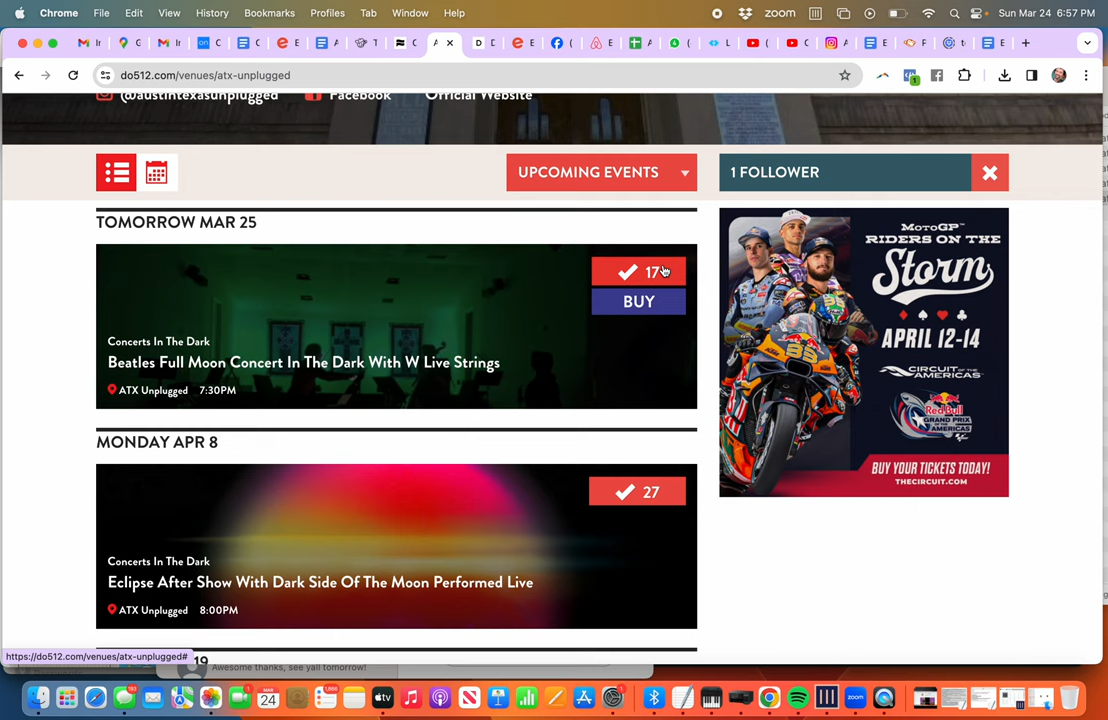 Chrome File Edit View History Bookmarks Profiles Tab Window Help
zoom
Sun Mar 24 6:57 PM
do512.com/venues/atx-unplugged
@austintexasunplugged Facebook Official Website
UPCOMING EVENTS
1 FOLLOWER
TOMORROW MAR 25
17
BUY
Concerts In The Dark
Beatles Full Moon Concert In The Dark With W Live Strings
ATX Unplugged 7:30PM
MotoGP™
RIDERS ON THE
Storm
APRIL 12-14
CIRCUIT OF THE AMERICAS
Red Bull
GRAND PRIX
OF THE AMERICAS
BUY YOUR TICKETS TODAY!
THECIRCUIT.COM
MONDAY APR 8
27
Concerts In The Dark
Eclipse After Show With Dark Side Of The Moon Performed Live
ATX Unplugged 8:00PM
https://do512.com/venues/atx-unplugged#
19
Awesome thanks, see yall tomorrow!